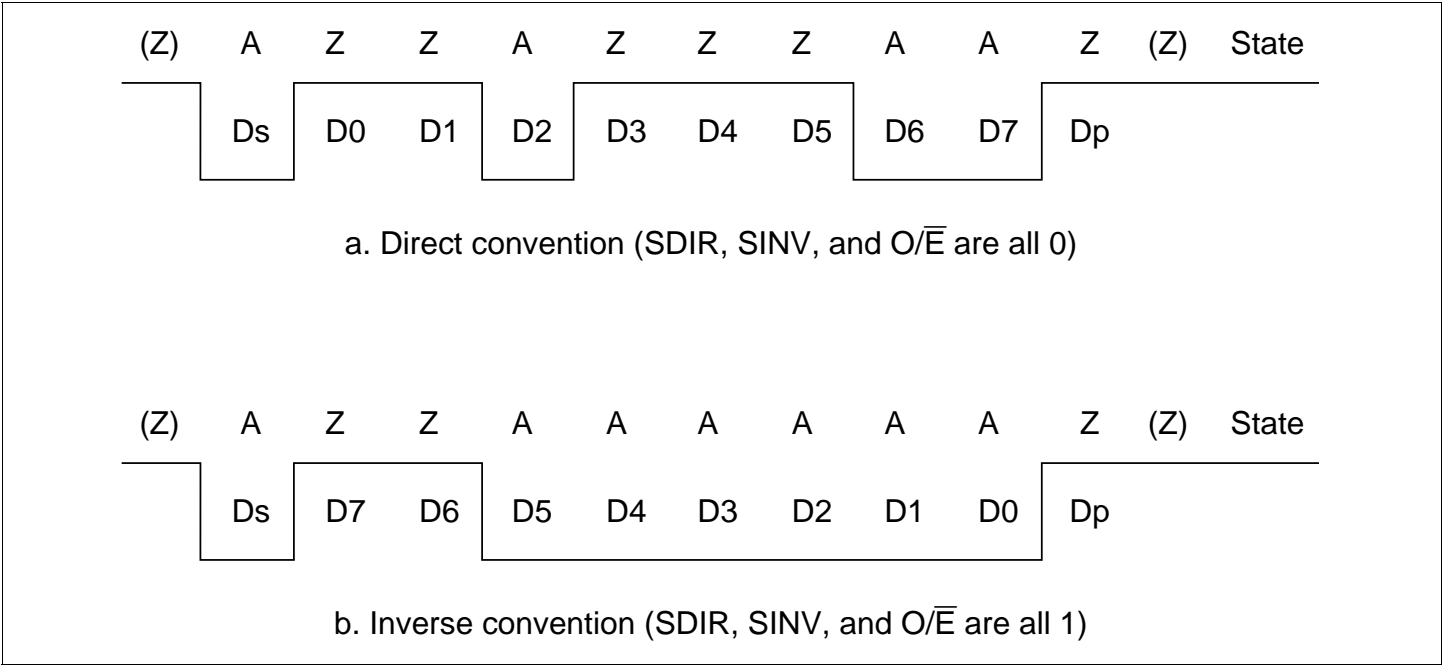 (Z) A Z Z A Z Z Z A A Z (Z) State
Ds D0 D1 D2 D3 D4 D5 D6 D7 Dp
a. Direct convention (SDIR, SINV, and O/E̅ are all 0)
(Z) A Z Z A A A A A A Z (Z) State
Ds D7 D6 D5 D4 D3 D2 D1 D0 Dp
b. Inverse convention (SDIR, SINV, and O/E̅ are all 1)